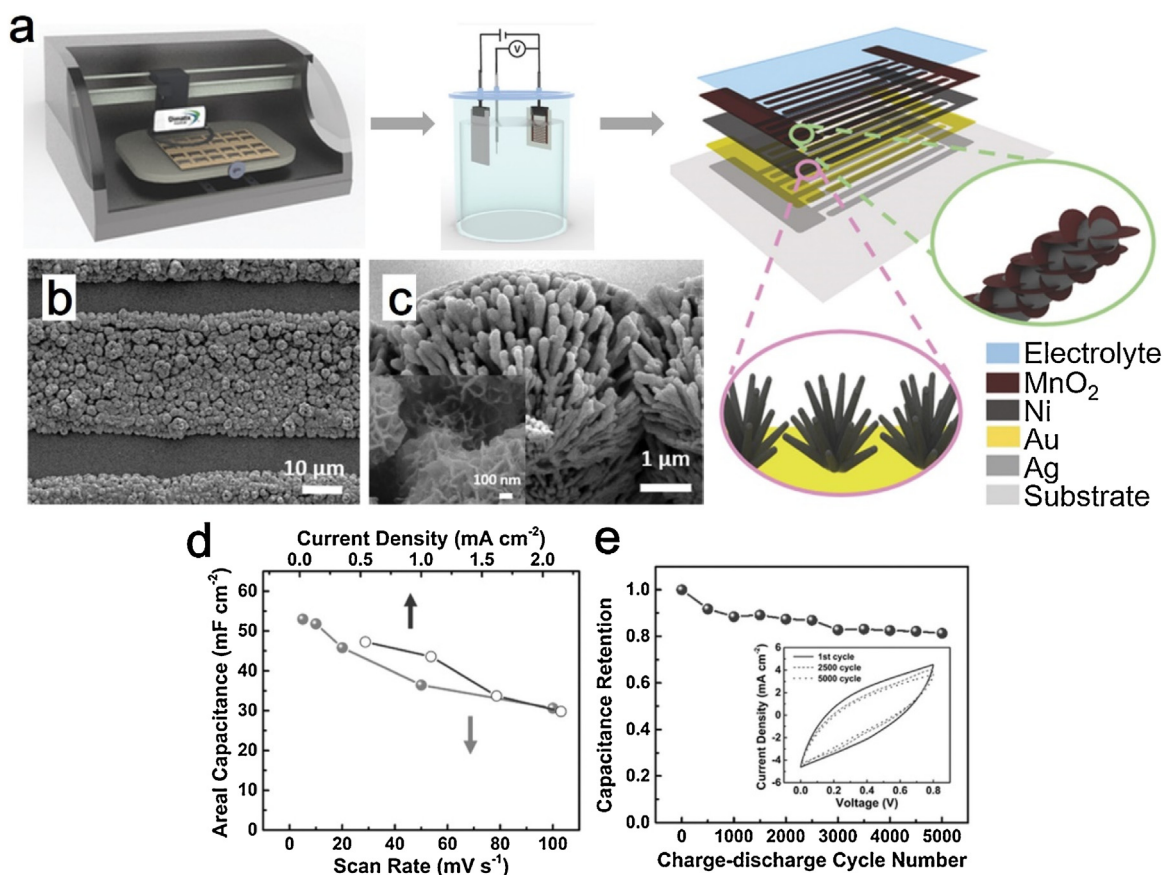 a
Dimatix
V
Electrolyte
MnO₂
Ni
Au
Ag
Substrate
b
10 μm
c
100 nm
1 μm
d
Current Density (mA cm⁻²)
0.0 0.5 1.0 1.5 2.0
Areal Capacitance (mF cm⁻²)
60
50
40
30
20
10
0
0 20 40 60 80 100
Scan Rate (mV s⁻¹)
e
Capacitance Retention
1.0
0.8
0.6
0.4
0.2
0.0
0 1000 2000 3000 4000 5000
Charge-discharge Cycle Number
Current Density (mA cm⁻²)
6
4
2
0
-2
-4
-6
1st cycle
2500 cycle
5000 cycle
0.0 0.2 0.4 0.6 0.8
Voltage (V)